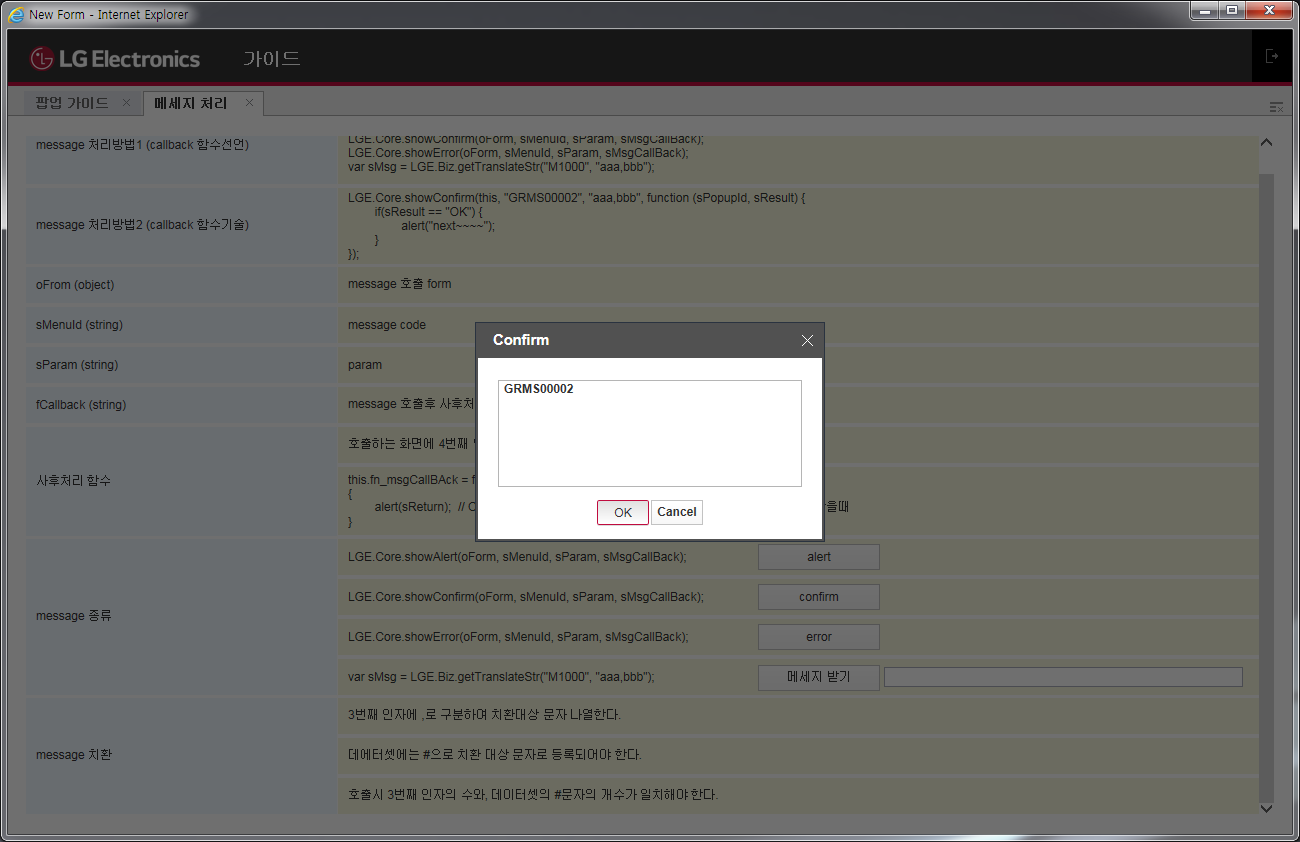 New Form - Internet Explorer
LG Electronics 가이드
팝업 가이드 × 메세지 처리 ×
LGE.Core.showConfirm(oForm, sMenuId, sParam, sMsgCallBack);
message 처리방법1 (callback 함수선언)
LGE.Core.showError(oForm, sMenuId, sParam, sMsgCallBack);
var sMsg = LGE.Biz.getTranslateStr("M1000", "aaa,bbb");
message 처리방법2 (callback 함수기술)
LGE.Core.showConfirm(this, "GRMS00002", "aaa,bbb", function (sPopupId, sResult) {
if(sResult == "OK") {
alert("next~~~~");
}
});
oFrom (object)
message 호출 form
sMenuId (string)
message code
sParam (string)
param
fCallback (string)
message 호출후 사후처
사후처리 함수
호출하는 화면에 4번째
this.fn_msgCallBAck = f
{
alert(sReturn); // 을때
}
Confirm
GRMS00002
OK Cancel
message 종류
LGE.Core.showAlert(oForm, sMenuId, sParam, sMsgCallBack); alert
LGE.Core.showConfirm(oForm, sMenuId, sParam, sMsgCallBack); confirm
LGE.Core.showError(oForm, sMenuId, sParam, sMsgCallBack); error
var sMsg = LGE.Biz.getTranslateStr("M1000", "aaa,bbb"); 메세지 받기
message 치환
3번째 인자에 ,로 구분하여 치환대상 문자 나열한다.
데에터셋에는 #으로 치환 대상 문자로 등록되어야 한다.
호출시 3번째 인자의 수와, 데이터셋의 #문자의 개수가 일치해야 한다.